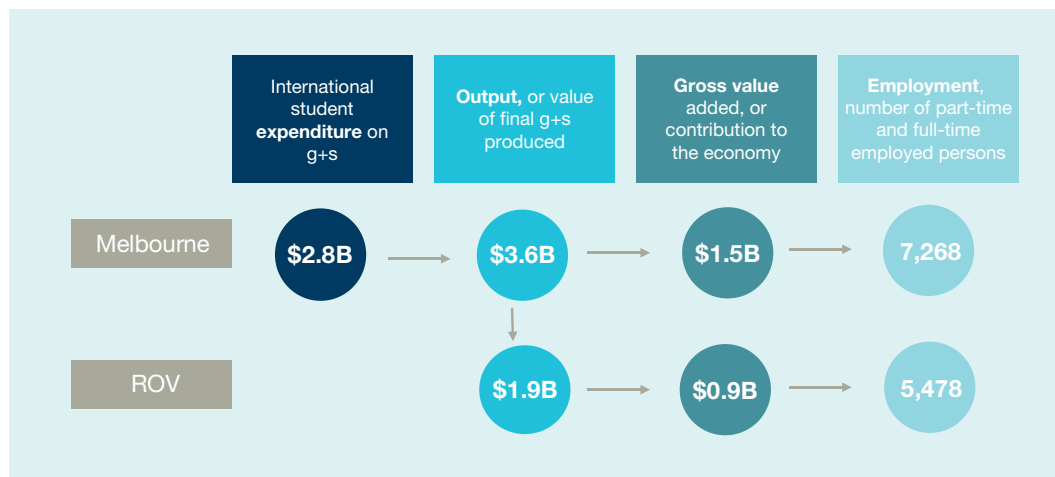 International
student
expenditure on
g+s
Output, or value
of final g+s
produced
Gross value
added, or
contribution to
the economy
Employment,
number of part-time
and full-time
employed persons
Melbourne
$2.8B
$3.6B
$1.5B
7,268
ROV
$1.9B
$0.9B
5,478